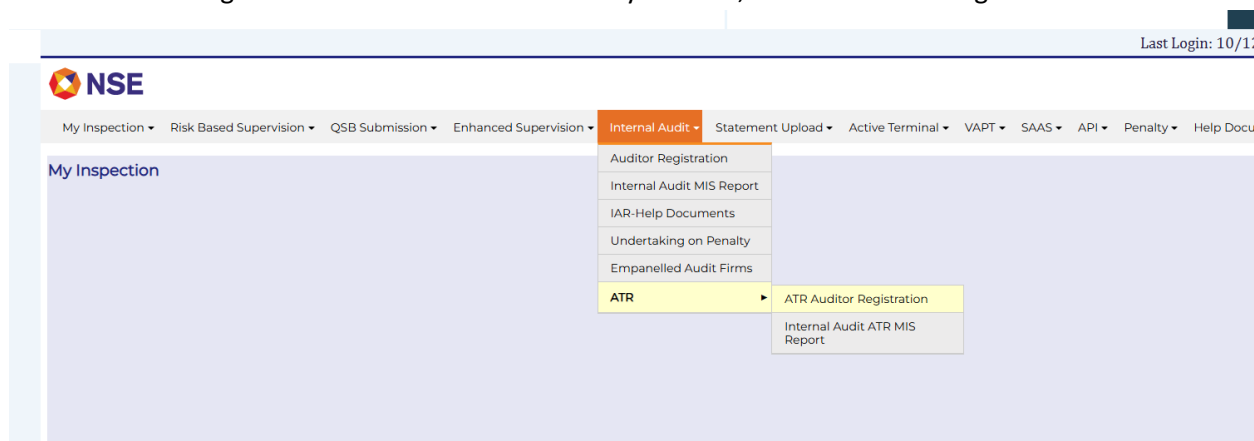 Last Login: 10/12
NSE
My Inspection Risk Based Supervision QSB Submission Enhanced Supervision Internal Audit Statement Upload Active Terminal VAPT SAAS API Penalty Help Docu
My Inspection
Auditor Registration
Internal Audit MIS Report
IAR-Help Documents
Undertaking on Penalty
Empanelled Audit Firms
ATR
ATR Auditor Registration
Internal Audit ATR MIS
Report